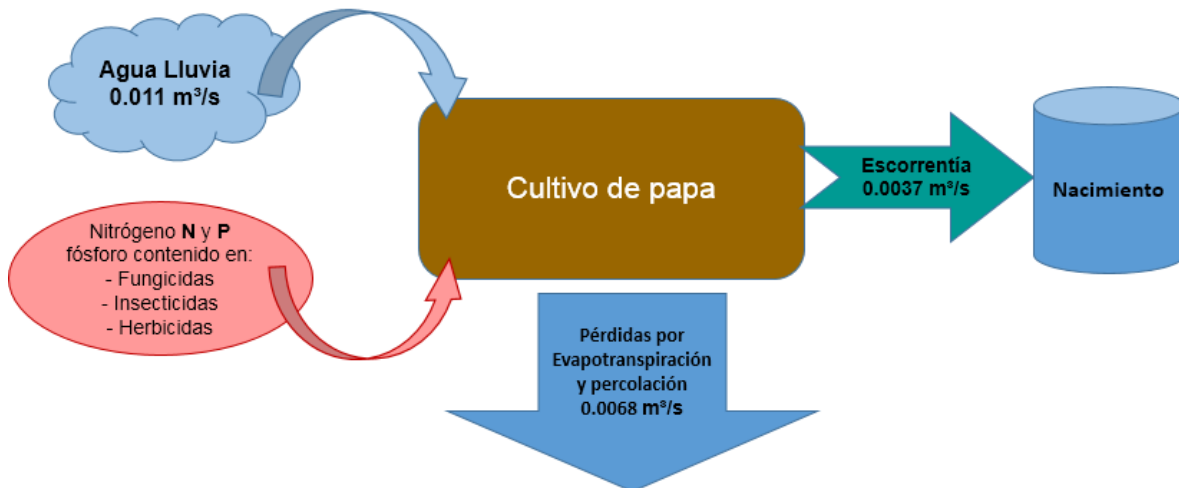 Agua Lluvia
0.011 m³/s
Nitrógeno N y P
fósforo contenido en:
- Fungicidas
- Insecticidas
- Herbicidas
Cultivo de papa
Escorrentía
0.0037 m³/s
Nacimiento
Pérdidas por
Evapotranspiración
y percolación
0.0068 m³/s